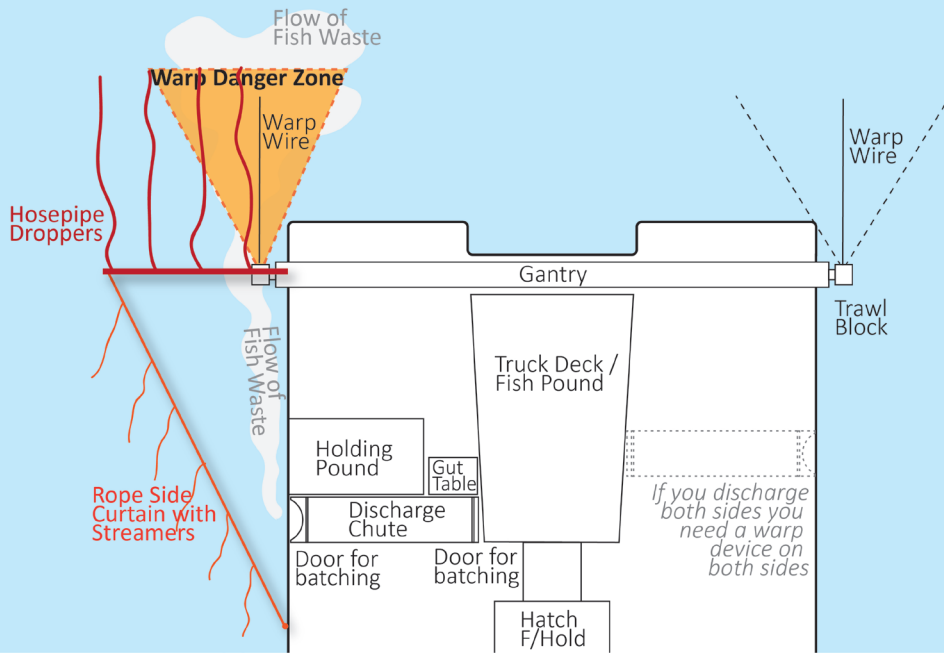 Flow of
Fish Waste
Warp Danger Zone
Warp
Wire
Warp
Wire
Hosepipe
Droppers
Gantry
Trawl
Block
Flow of
Fish Waste
Truck Deck /
Fish Pound
Holding
Pound
Gut
Table
Rope Side
Curtain with
Streamers
Discharge
Chute
If you discharge
both sides you
need a warp
device on
both sides
Door for
batching
Door for
batching
Hatch
F/Hold